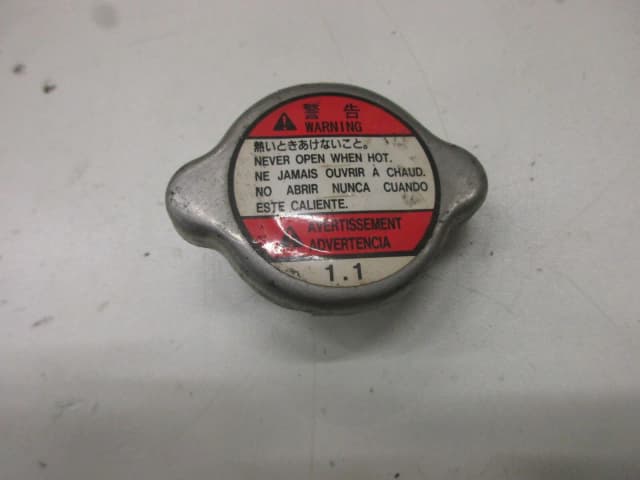 警告
WARNING
熱いときあけないこと。
NEVER OPEN WHEN HOT.
NE JAMAIS OUVRIR À CHAUD.
NO ABRIR NUNCA CUANDO
ESTE CALIENTE.
AVERTISSEMENT
ADVERTENCIA
1.1